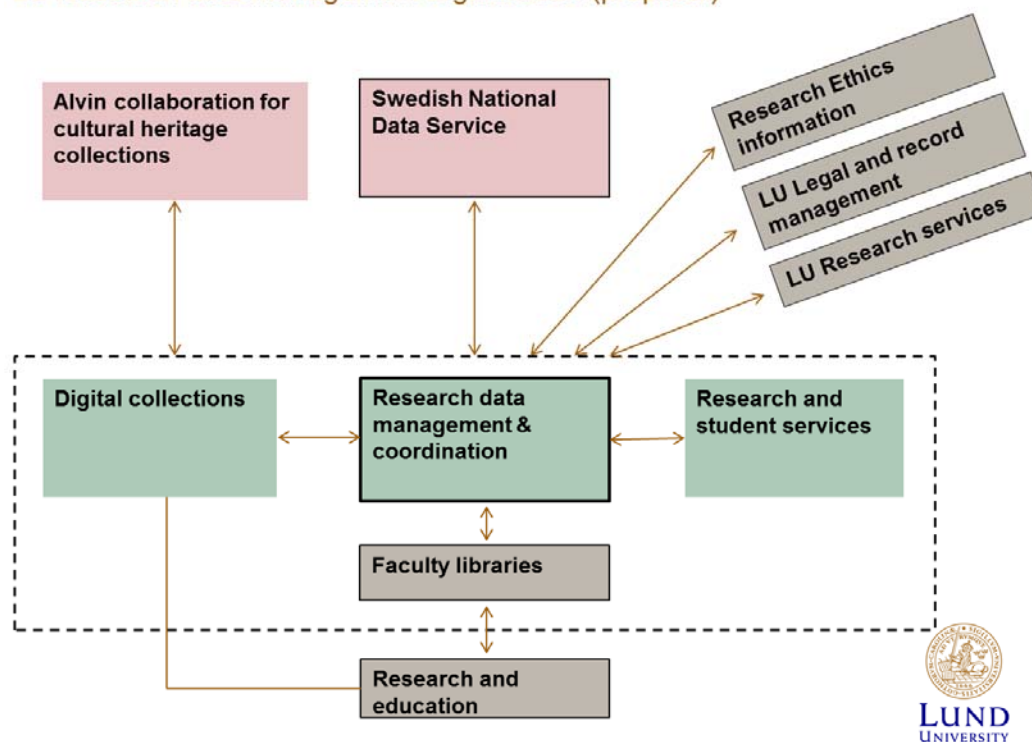 (proposal)
Alvin collaboration for
cultural heritage
collections
Swedish National
Data Service
Research Ethics
information
LU Legal and record
management
LU Research services
Digital collections
Research data
management &
coordination
Research and
student services
Faculty libraries
Research and
education
LUND
UNIVERSITY